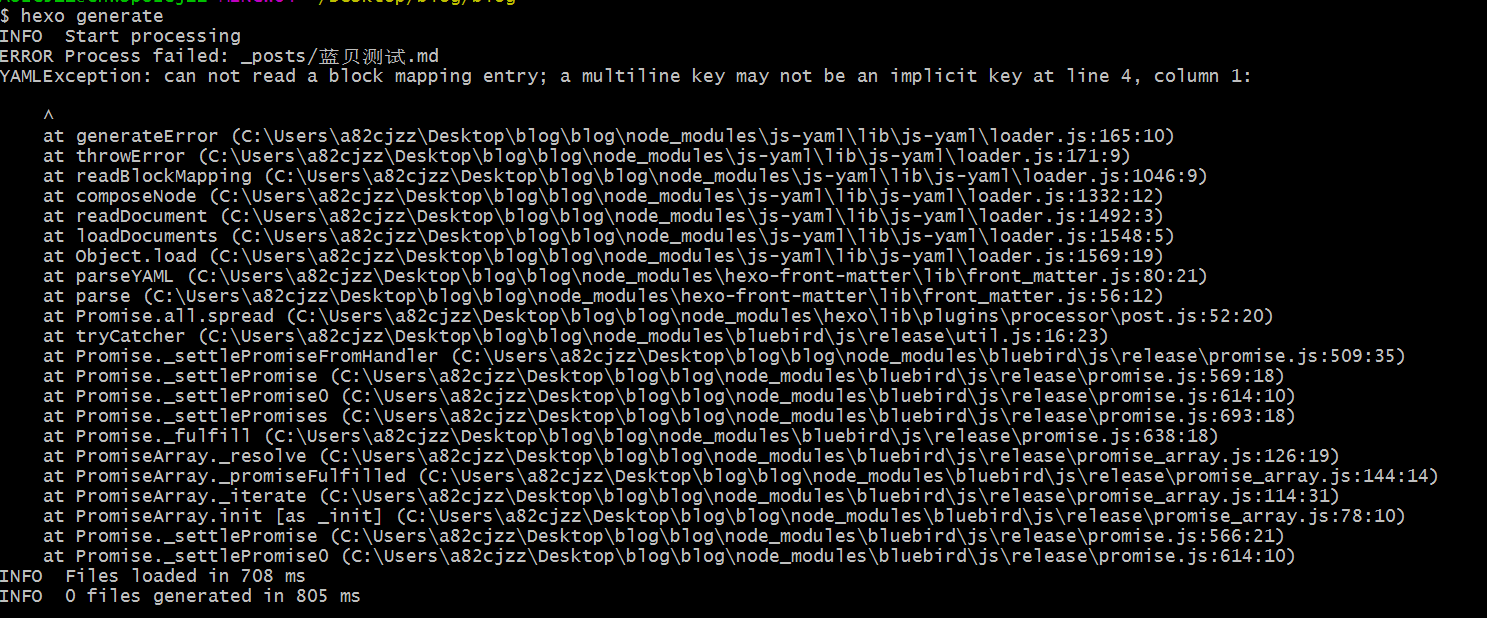 $ hexo generate
INFO  Start processing
ERROR Process failed: _posts/蓝贝测试.md
YAMLException: can not read a block mapping entry; a multiline key may not be an implicit key at line 4, column 1:
^
at generateError (C:\Users\a82cjzz\Desktop\blog\blog\node_modules\js-yaml\lib\js-yaml\loader.js:165:10)
at throwError (C:\Users\a82cjzz\Desktop\blog\blog\node_modules\js-yaml\lib\js-yaml\loader.js:171:9)
at readBlockMapping (C:\Users\a82cjzz\Desktop\blog\blog\node_modules\js-yaml\lib\js-yaml\loader.js:1046:9)
at composeNode (C:\Users\a82cjzz\Desktop\blog\blog\node_modules\js-yaml\lib\js-yaml\loader.js:1332:12)
at readDocument (C:\Users\a82cjzz\Desktop\blog\blog\node_modules\js-yaml\lib\js-yaml\loader.js:1492:3)
at loadDocuments (C:\Users\a82cjzz\Desktop\blog\blog\node_modules\js-yaml\lib\js-yaml\loader.js:1548:5)
at Object.load (C:\Users\a82cjzz\Desktop\blog\blog\node_modules\js-yaml\lib\js-yaml\loader.js:1569:19)
at parseYAML (C:\Users\a82cjzz\Desktop\blog\blog\node_modules\hexo-front-matter\lib\front_matter.js:80:21)
at parse (C:\Users\a82cjzz\Desktop\blog\blog\node_modules\hexo-front-matter\lib\front_matter.js:56:12)
at Promise.all.spread (C:\Users\a82cjzz\Desktop\blog\blog\node_modules\hexo\lib\plugins\processor\post.js:52:20)
at tryCatcher (C:\Users\a82cjzz\Desktop\blog\blog\node_modules\bluebird\js\release\util.js:16:23)
at Promise._settlePromiseFromHandler (C:\Users\a82cjzz\Desktop\blog\blog\node_modules\bluebird\js\release\promise.js:509:35)
at Promise._settlePromise (C:\Users\a82cjzz\Desktop\blog\blog\node_modules\bluebird\js\release\promise.js:569:18)
at Promise._settlePromise0 (C:\Users\a82cjzz\Desktop\blog\blog\node_modules\bluebird\js\release\promise.js:614:10)
at Promise._settlePromises (C:\Users\a82cjzz\Desktop\blog\blog\node_modules\bluebird\js\release\promise.js:693:18)
at Promise._fulfill (C:\Users\a82cjzz\Desktop\blog\blog\node_modules\bluebird\js\release\promise.js:638:18)
at PromiseArray._resolve (C:\Users\a82cjzz\Desktop\blog\blog\node_modules\bluebird\js\release\promise_array.js:126:19)
at PromiseArray._promiseFulfilled (C:\Users\a82cjzz\Desktop\blog\blog\node_modules\bluebird\js\release\promise_array.js:144:14)
at PromiseArray._iterate (C:\Users\a82cjzz\Desktop\blog\blog\node_modules\bluebird\js\release\promise_array.js:114:31)
at PromiseArray.init [as _init] (C:\Users\a82cjzz\Desktop\blog\blog\node_modules\bluebird\js\release\promise_array.js:78:10)
at Promise._settlePromise (C:\Users\a82cjzz\Desktop\blog\blog\node_modules\bluebird\js\release\promise.js:566:21)
at Promise._settlePromise0 (C:\Users\a82cjzz\Desktop\blog\blog\node_modules\bluebird\js\release\promise.js:614:10)
INFO  Files loaded in 708 ms
INFO  0 files generated in 805 ms